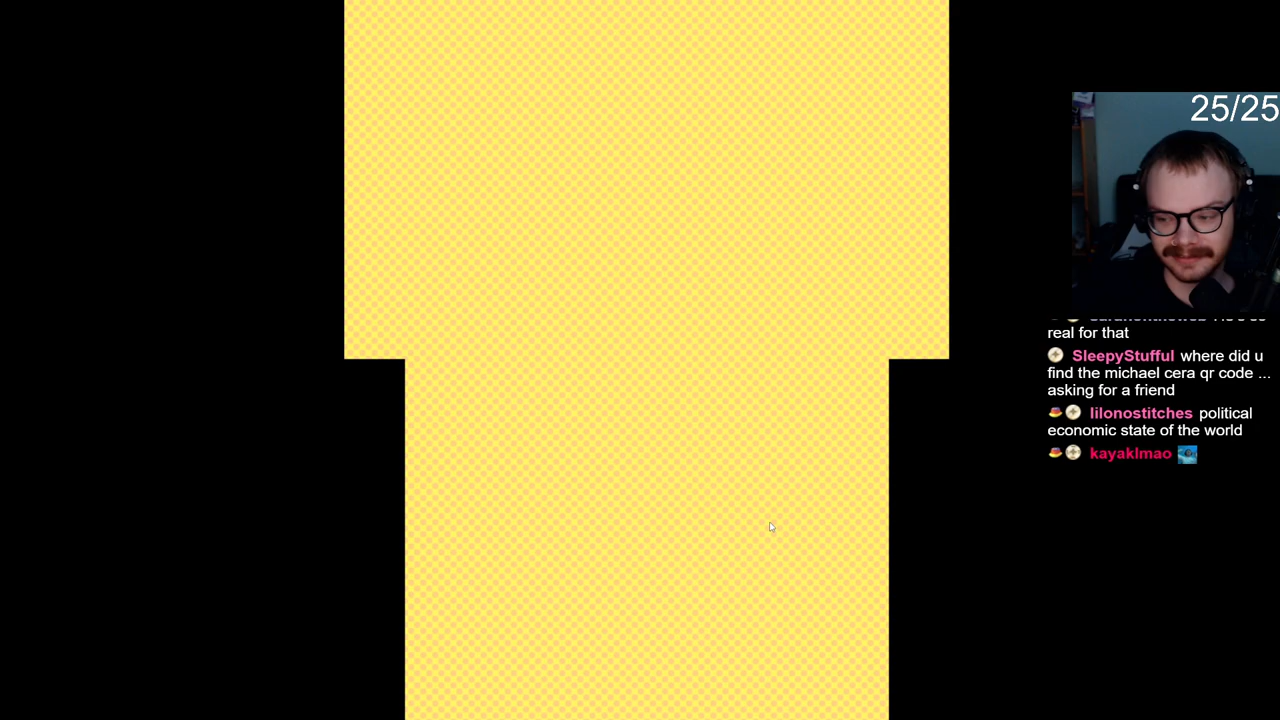 25/25
real for that
SleepyStufful where did u
find the michael cera qr code ...
asking for a friend
lilonostitches political
economic state of the world
kayaklmao